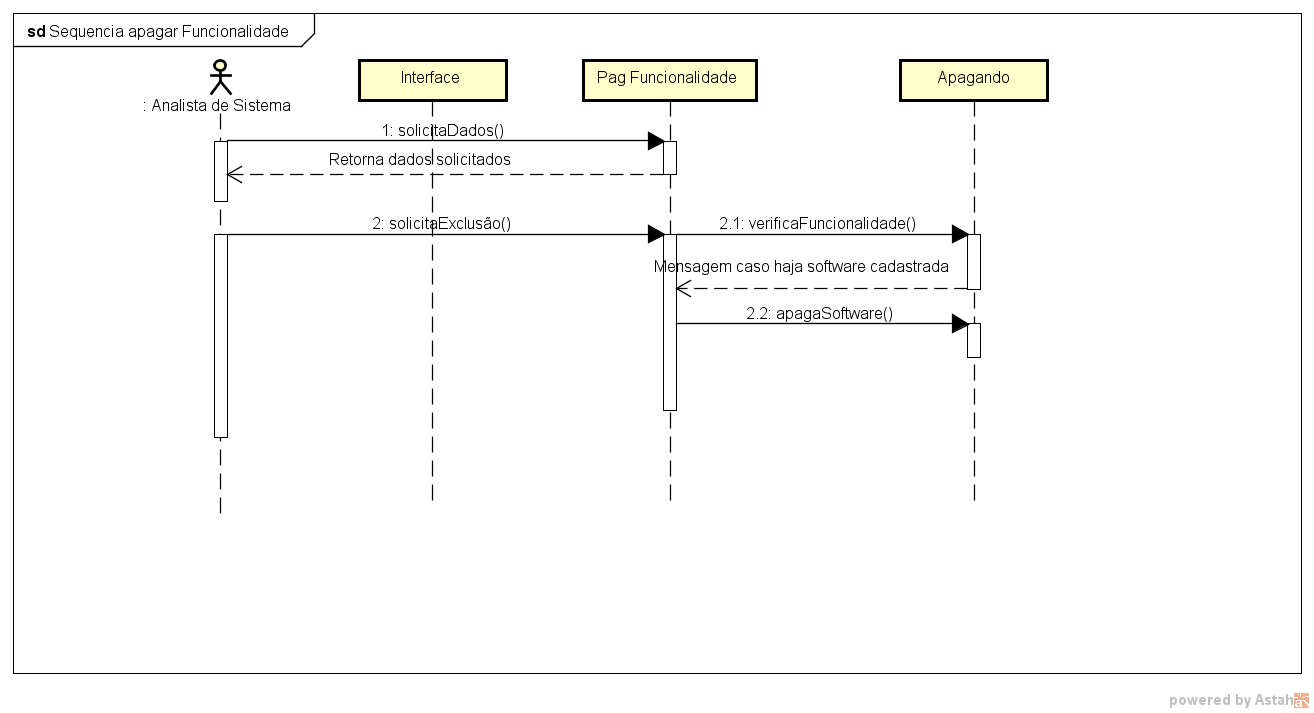 sd Sequencia apagar Funcionalidade
: Analista de Sistema
Interface
Pag Funcionalidade
Apagando
1: solicitaDados()
Retorna dados solicitados
2: solicitaExclusão()
2.1: verificaFuncionalidade()
Mensagem caso haja software cadastrada
2.2: apagaSoftware()
powered by Astah